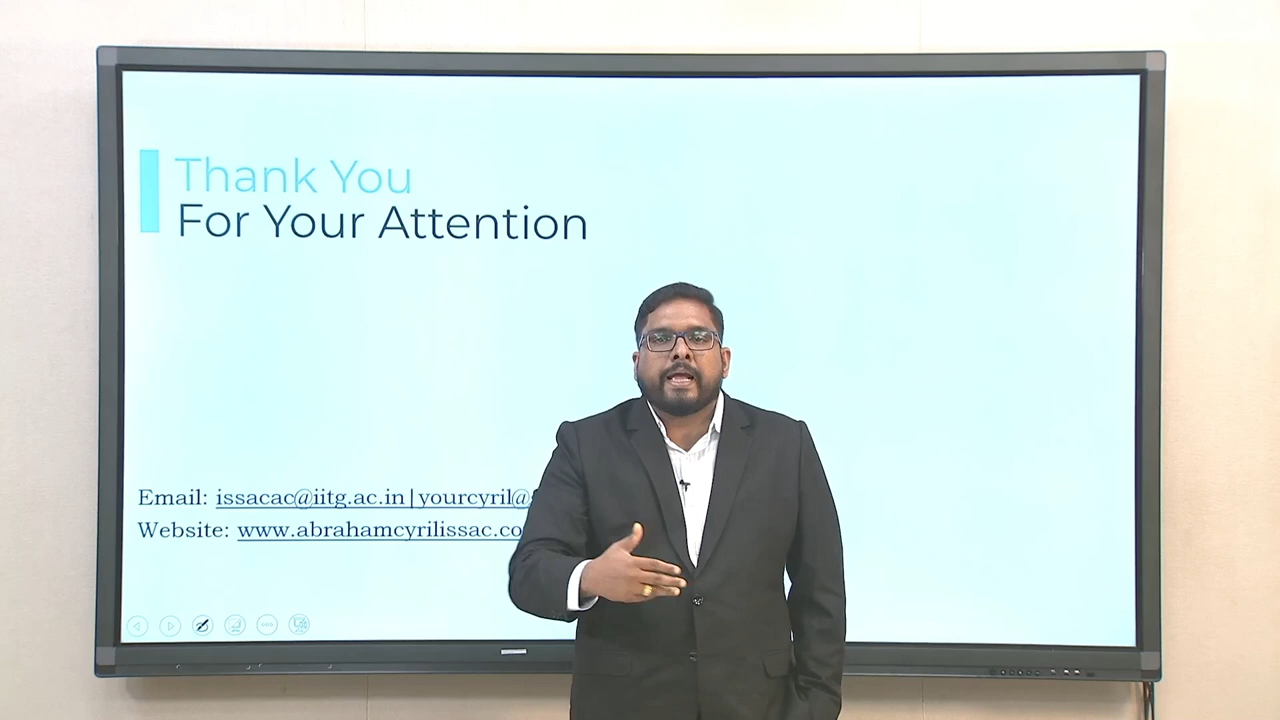 Thank You
For Your Attention
Email: issacac@iitg.ac.in|yourcyril@
Website: www.abrahamcyrilissac.co